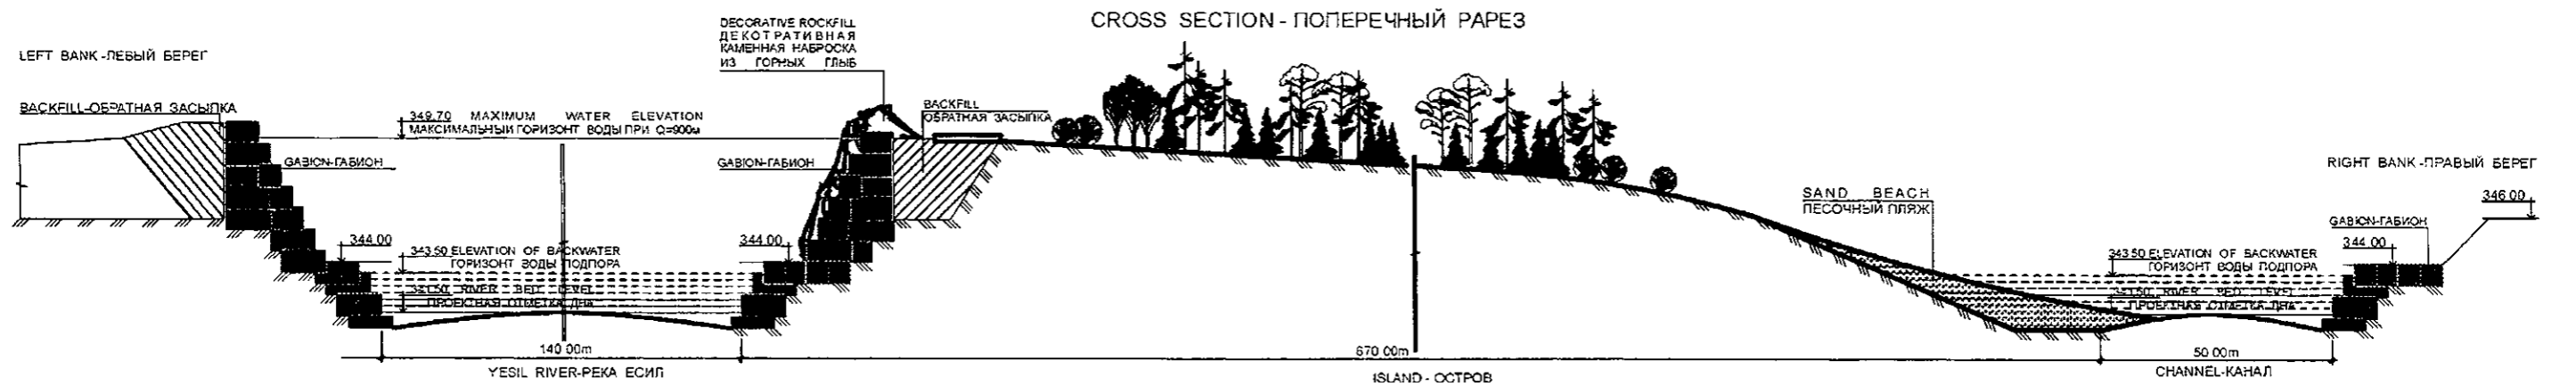 CROSS SECTION - ПОПЕРЕЧНЫЙ РАРЕЗ
LEFT BANK -ЛЕВЫЙ БЕРЕГ
BACKFILL-ОБРАТНАЯ ЗАСЫПКА
349.70 MAXIMUM WATER ELEVATION
МАКСИМАЛЬНЫЙ ГОРИЗОНТ ВОДЫ ПРИ Q=900м
GABION-ГАБИОН
344.00
343.50 ELEVATION OF BACKWATER
ГОРИЗОНТ ВОДЫ ПОДПОРА
341.50 RIVER BED LEVEL
ПРОЕКТНАЯ ОТМЕТКА ДНА
140.00m
YESIL RIVER-РЕКА ЕСИЛ
DECORATIVE ROCKFILL
ДЕКОТРАТИВНАЯ
КАМЕННАЯ НАБРОСКА
ИЗ ГОРНЫХ ГЛЫБ
GABION-ГАБИОН
344.00
BACKFILL
ОБРАТНАЯ ЗАСЫПКА
670.00m
ISLAND - ОСТРОВ
SAND BEACH
ПЕСОЧНЫЙ ПЛЯЖ
RIGHT BANK -ПРАВЫЙ БЕРЕГ
346.00
GABION-ГАБИОН
344.00
343.50 ELEVATION OF BACKWATER
ГОРИЗОНТ ВОДЫ ПОДПОРА
341.50 RIVER BED LEVEL
ПРОЕКТНАЯ ОТМЕТКА ДНА
50.00m
CHANNEL-КАНАЛ